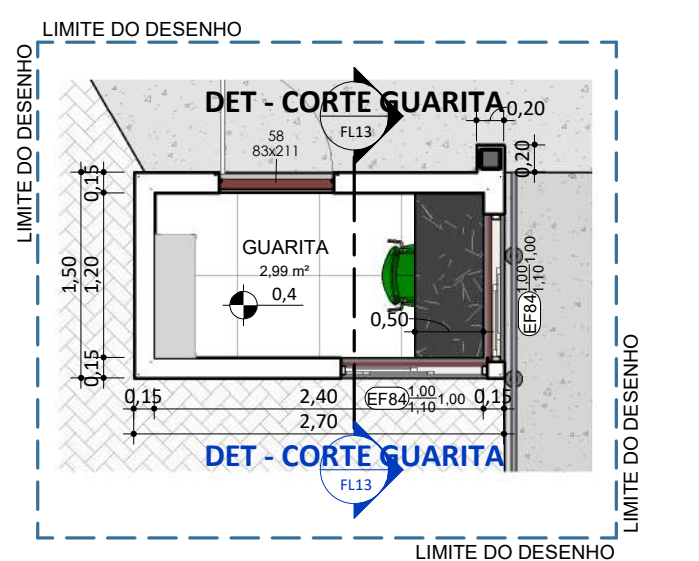 LIMITE DO DESENHO
LIMITE DO DESENHO
DET - CORTE GUARITA
FL13
0,20
0,20
58
83x211
0,15
1,50
1,20
0,15
GUARITA
2,99 m²
0,4
0,50
EF84 1,00 1,10 1,00
EF84 1,00 1,10 1,00
0,15
2,40
0,15
2,70
DET - CORTE GUARITA
FL13
LIMITE DO DESENHO
LIMITE DO DESENHO